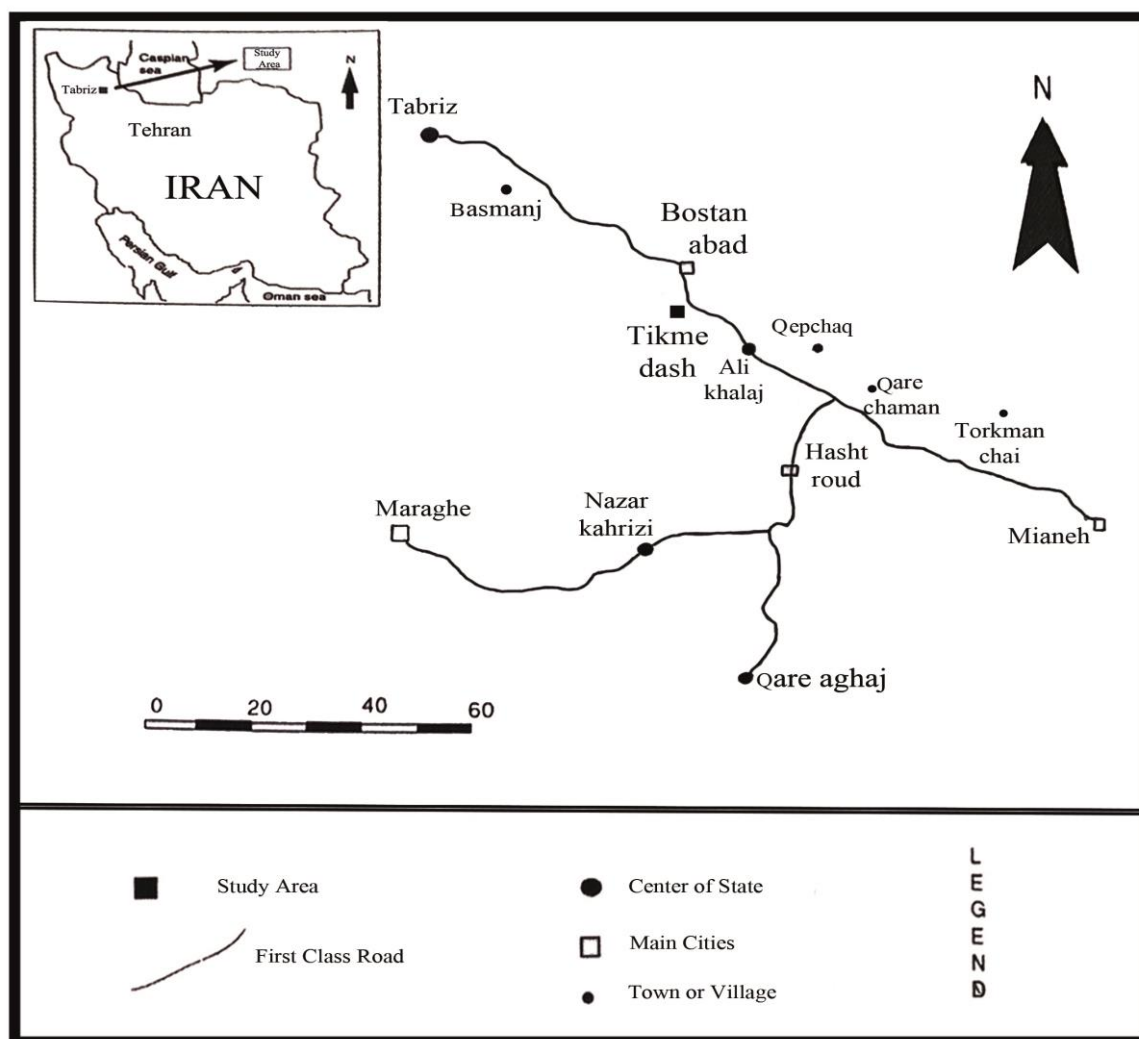 Caspian
sea
Study
Area
N
Tabriz
Tehran
IRAN
Persian Gulf
Oman sea
N
Tabriz
Basmanj
Bostan
abad
Tikme
dash
Qepchaq
Ali
khalaj
Qare
chaman
Torkman
chai
Hasht
roud
Nazar
kahrizi
Maraghe
Mianeh
Qare aghaj
0 20 40 60
Study Area
First Class Road
Center of State
Main Cities
Town or Village
L
E
G
E
N
D